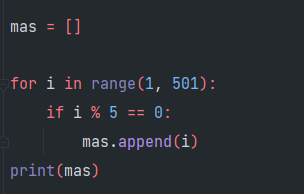 mas = []
for i in range(1, 501):
    if i % 5 == 0:
        mas.append(i)
print(mas)